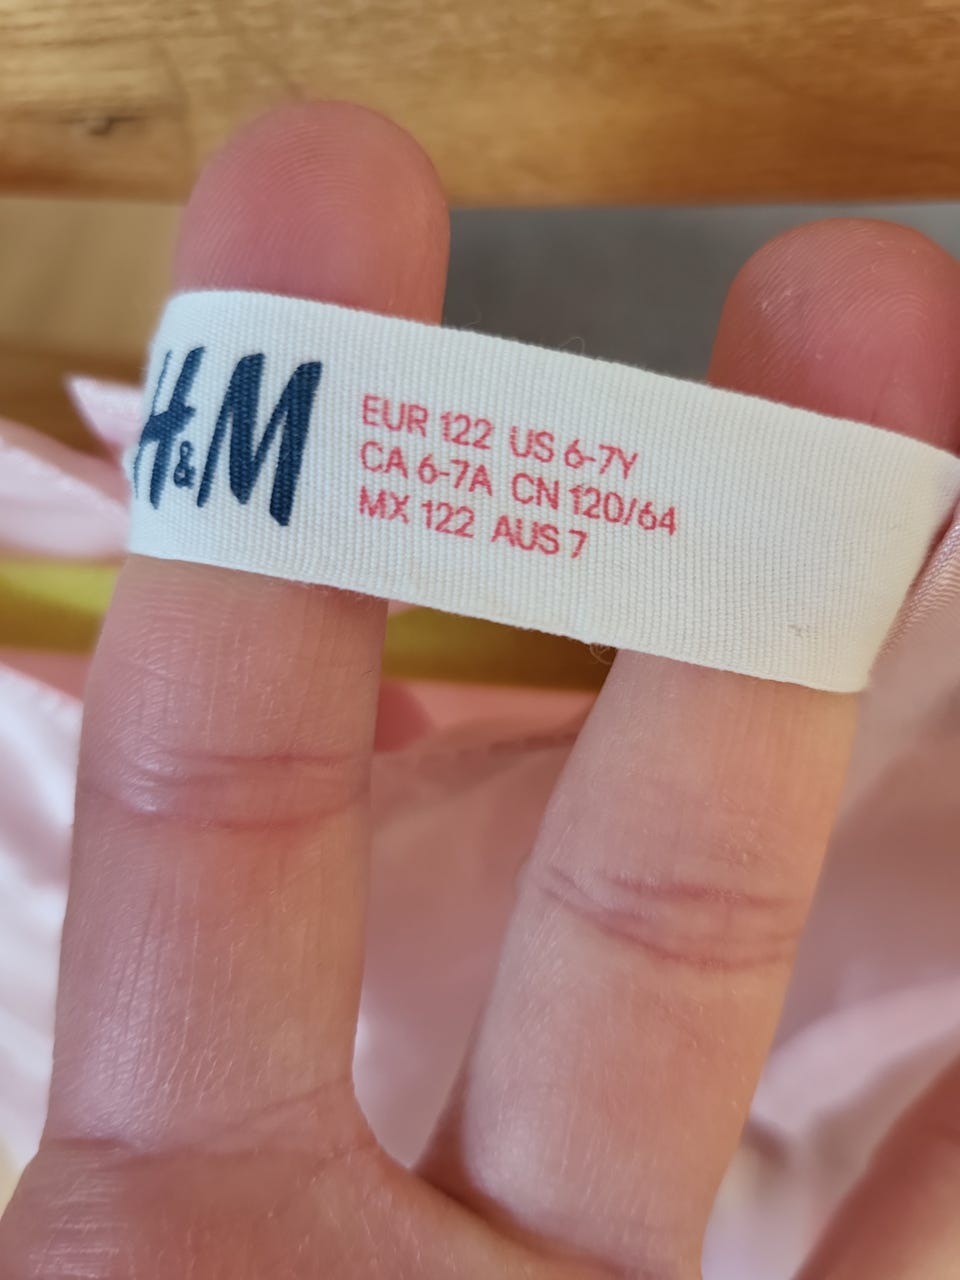 H&M
EUR 122 US 6-7Y
CA 6-7A CN 120/64
MX 122 AUS 7